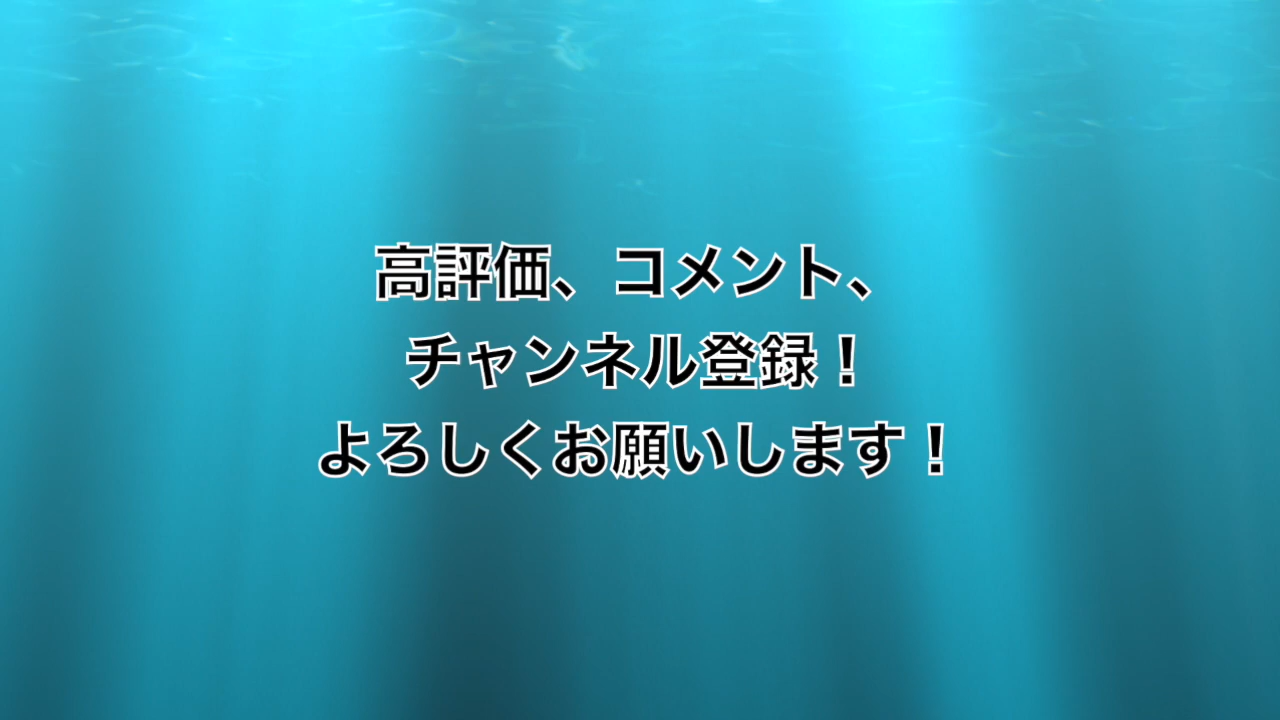 高評価、コメント、
チャンネル登録！
よろしくお願いします！